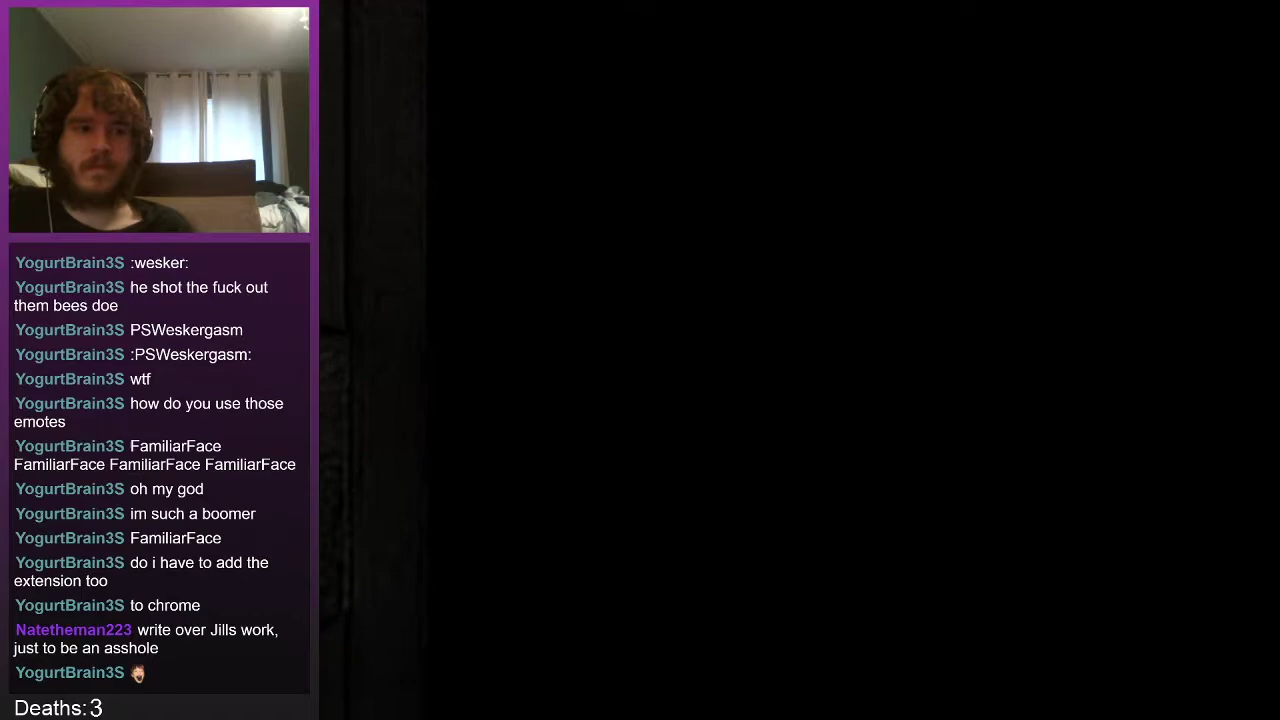 YogurtBrain3S :wesker:
YogurtBrain3S he shot the fuck out
them bees doe
YogurtBrain3S PSWeskergasm
YogurtBrain3S :PSWeskergasm:
YogurtBrain3S wtf
YogurtBrain3S how do you use those
emotes
YogurtBrain3S FamiliarFace
FamiliarFace FamiliarFace FamiliarFace
YogurtBrain3S oh my god
YogurtBrain3S im such a boomer
YogurtBrain3S FamiliarFace
YogurtBrain3S do i have to add the
extension too
YogurtBrain3S to chrome
Natetheman223 write over Jills work,
just to be an asshole
YogurtBrain3S
Deaths:3